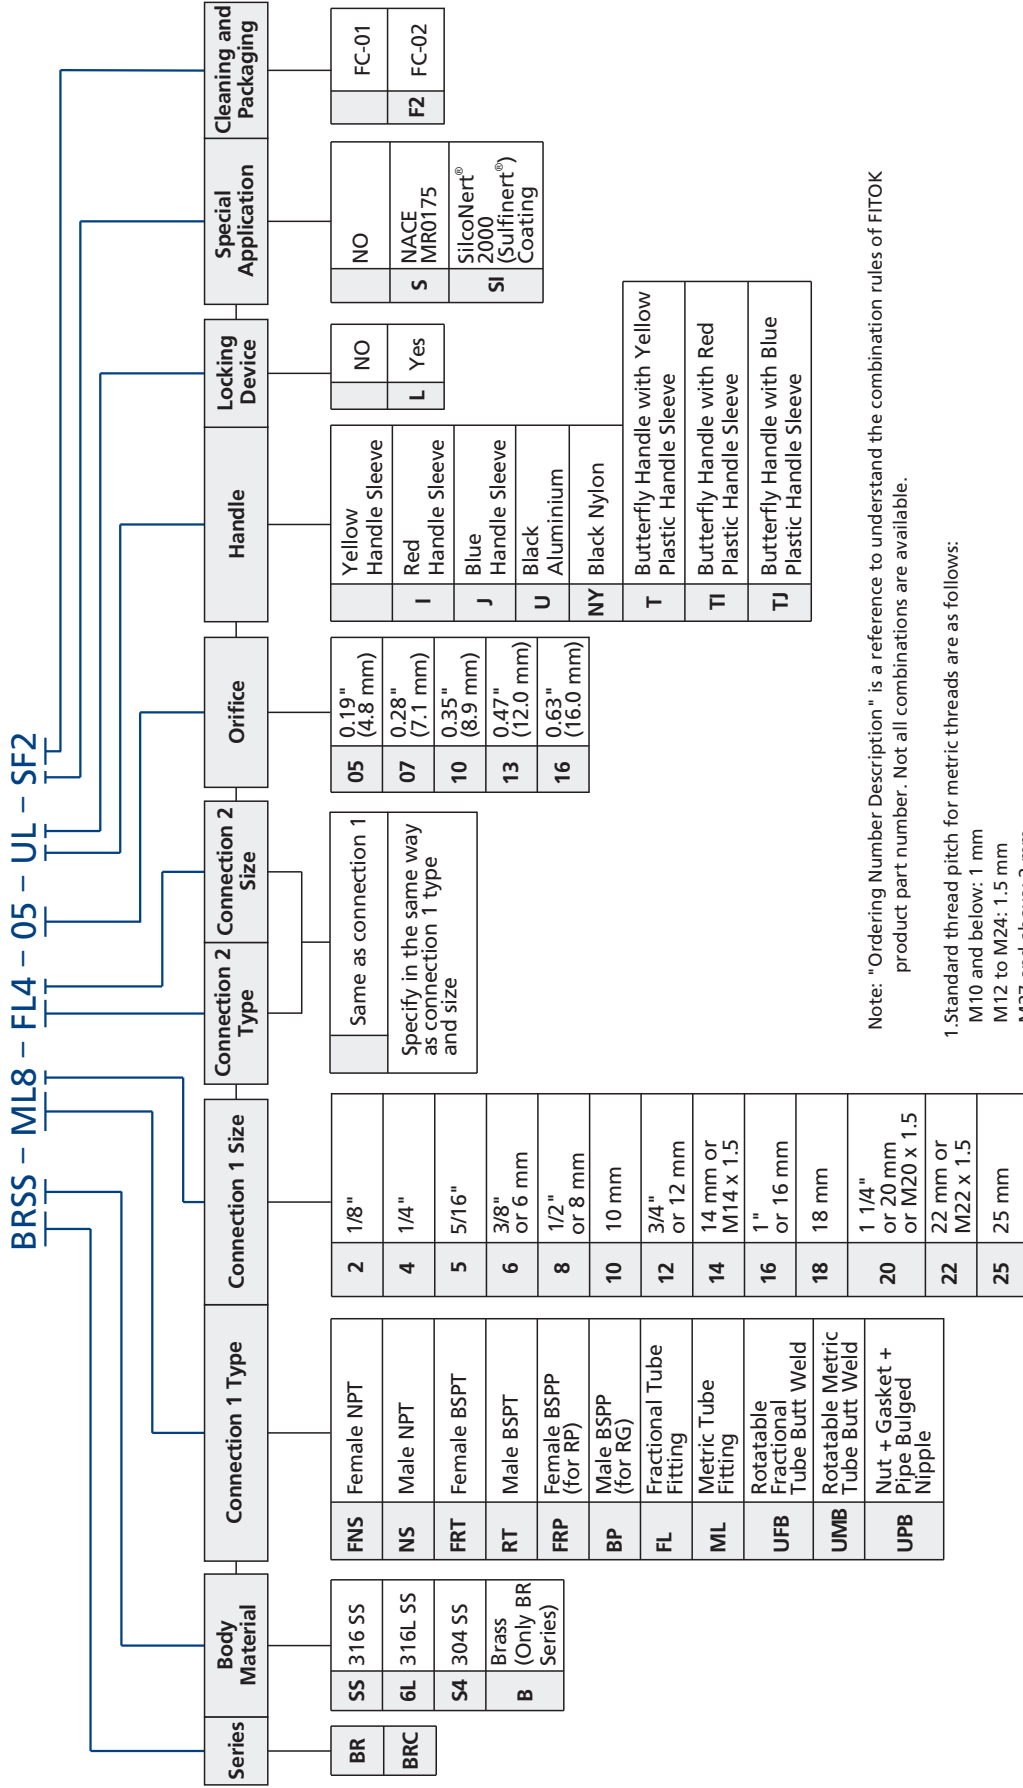 BRSS – ML8 – FL4 – 05 – UL – SF2
Series
BR
BRC
Body
Material
SS 316 SS
6L 316L SS
S4 304 SS
B Brass
(Only BR
Series)
Connection 1 Type
FNS Female NPT
NS Male NPT
FRT Female BSPT
RT Male BSPT
FRP Female BSPP
(for RP)
BP Male BSPP
(for RG)
FL Fractional Tube
Fitting
ML Metric Tube
Fitting
UFB Rotatable
Fractional
Tube Butt Weld
UMB Rotatable Metric
Tube Butt Weld
UPB Nut + Gasket +
Pipe Bulged
Nipple
Connection 1 Size
2 1/8"
4 1/4"
5 5/16"
6 3/8"
or 6 mm
8 1/2"
or 8 mm
10 10 mm
12 3/4"
or 12 mm
14 14 mm or
M14 x 1.5
16 1"
or 16 mm
18 18 mm
20 1 1/4"
or 20 mm
or M20 x 1.5
22 22 mm or
M22 x 1.5
25 25 mm
Connection 2
Type
Connection 2
Size
Same as connection 1
Specify in the same way
as connection 1 type
and size
Orifice
05 0.19"
(4.8 mm)
07 0.28"
(7.1 mm)
10 0.35"
(8.9 mm)
13 0.47"
(12.0 mm)
16 0.63"
(16.0 mm)
Handle
Yellow
Handle Sleeve
I Red
Handle Sleeve
J Blue
Handle Sleeve
U Black
Aluminium
NY Black Nylon
T Butterfly Handle with Yellow
Plastic Handle Sleeve
TI Butterfly Handle with Red
Plastic Handle Sleeve
TJ Butterfly Handle with Blue
Plastic Handle Sleeve
Locking
Device
NO
L Yes
Special
Application
NO
S NACE
MR0175
SI SilcoNert®
2000
(Sulfinert®)
Coating
Cleaning and
Packaging
FC-01
F2 FC-02
Note: "Ordering Number Description" is a reference to understand the combination rules of FITOK
product part number. Not all combinations are available.
1.Standard thread pitch for metric threads are as follows:
M10 and below: 1 mm
M12 to M24: 1.5 mm